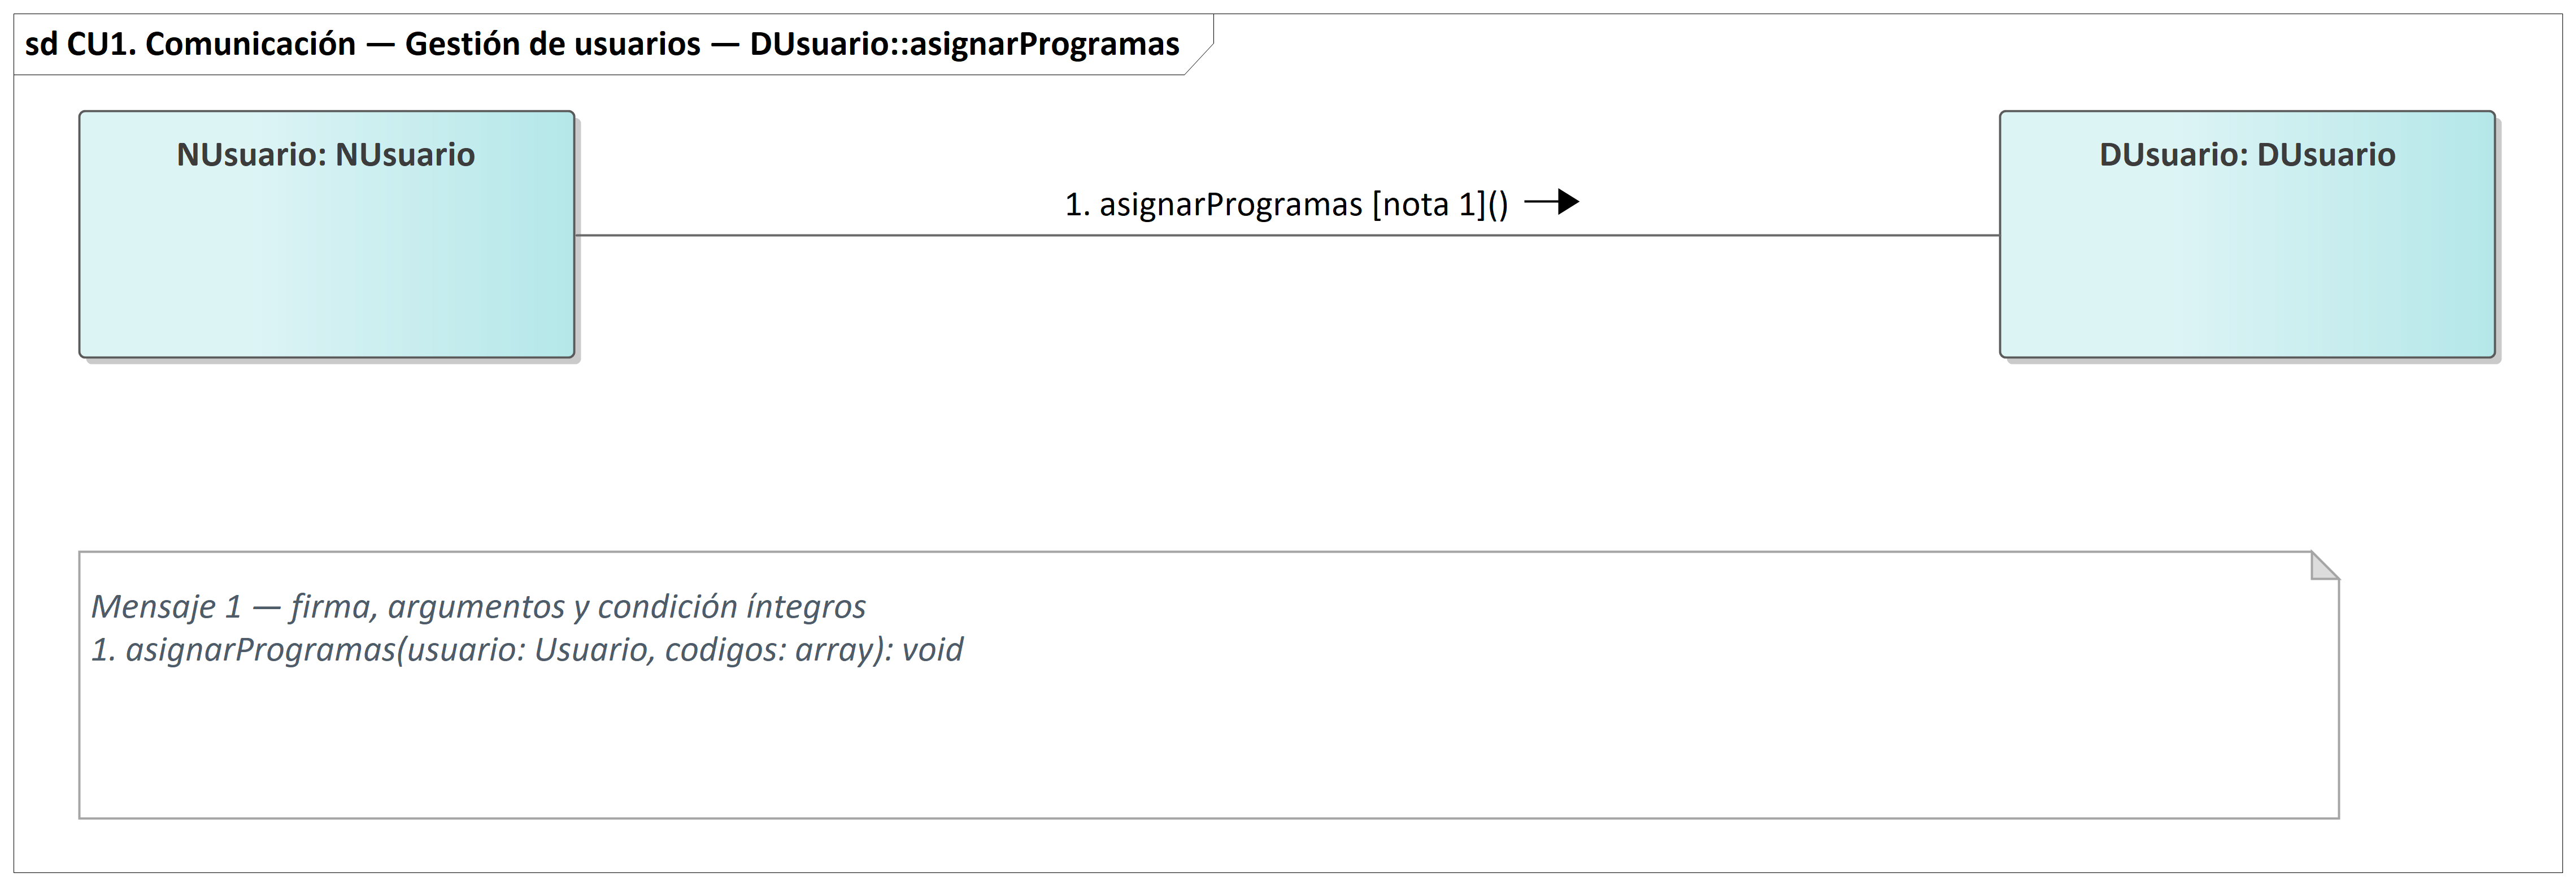 sd CU1. Comunicación — Gestión de usuarios — DUsuario::asignarProgramas
NUsuario: NUsuario
DUsuario: DUsuario
1. asignarProgramas [nota 1]()
Mensaje 1 — firma, argumentos y condición íntegros
1. asignarProgramas(usuario: Usuario, codigos: array): void